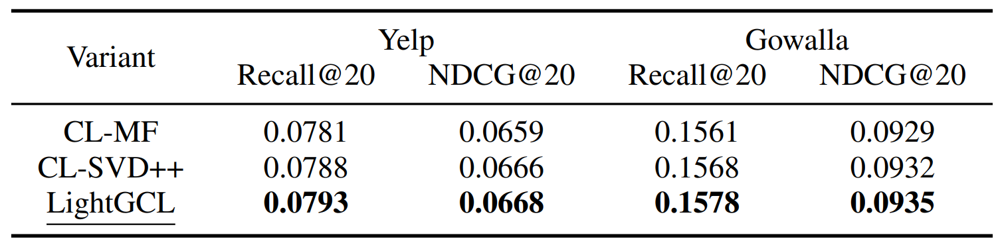 Variant Yelp Gowalla
Recall@20 NDCG@20 Recall@20 NDCG@20
CL-MF 0.0781 0.0659 0.1561 0.0929
CL-SVD++ 0.0788 0.0666 0.1568 0.0932
LightGCL 0.0793 0.0668 0.1578 0.0935